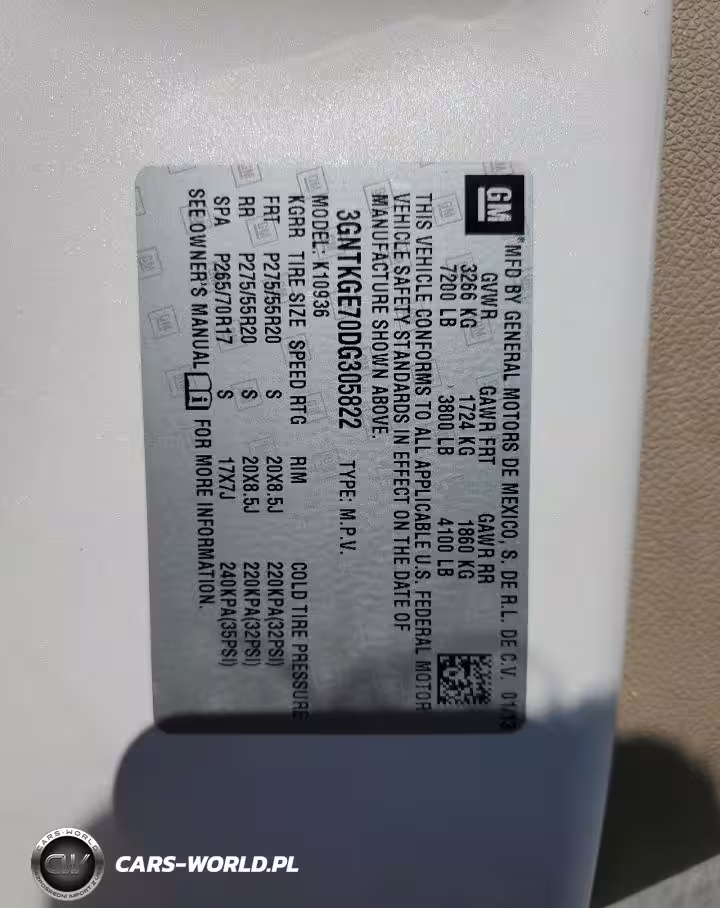 GM
® MFD BY GENERAL MOTORS DE MEXICO, S. DE R.L. DE C.V. 01/13
GVWR GAWR FRT GAWR RR
3266 KG 1724 KG 1860 KG
7200 LB 3800 LB 4100 LB
THIS VEHICLE CONFORMS TO ALL APPLICABLE U.S. FEDERAL MOTOR
VEHICLE SAFETY STANDARDS IN EFFECT ON THE DATE OF
MANUFACTURE SHOWN ABOVE.
3GNTKGE70DG305822 TYPE: M.P.V.
MODEL: K10936
KGRR TIRE SIZE SPEED RTG RIM COLD TIRE PRESSURE
FRT P275/55R20 S 20X8.5J 220KPA(32PSI)
RR P275/55R20 S 20X8.5J 220KPA(32PSI)
SPA P265/70R17 S 17X7J 240KPA(35PSI)
SEE OWNER'S MANUAL i FOR MORE INFORMATION.
CARS-WORLD
CW
CARS-WORLD.PL